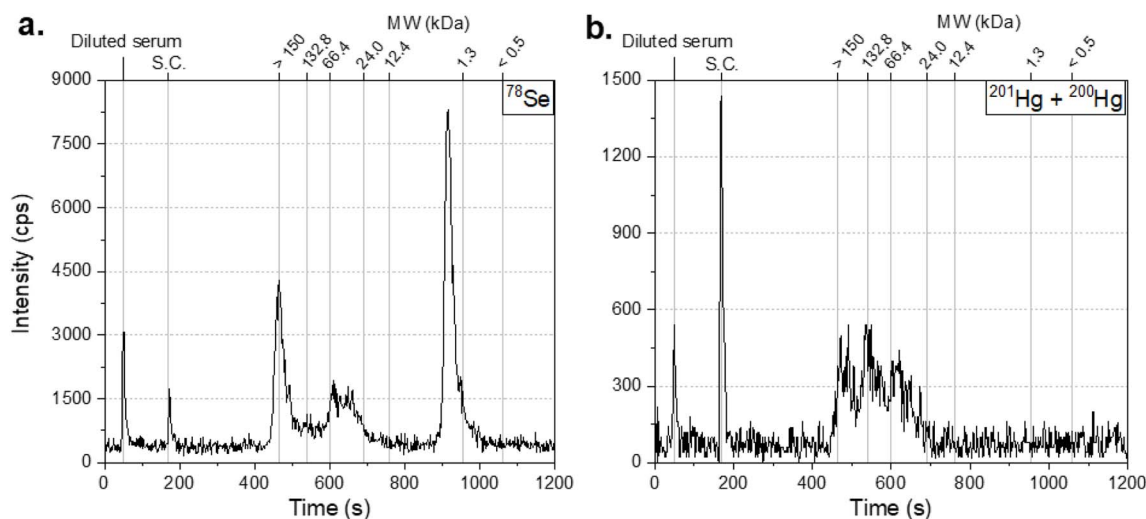 a.
MW (kDa)
Diluted serum
S.C.
> 150
132.8
66.4
24.0
12.4
1.3
< 0.5
⁷⁸Se
9000
7500
6000
4500
3000
1500
0
Intensity (cps)
0 200 400 600 800 1000 1200
Time (s)
b.
MW (kDa)
Diluted serum
S.C.
> 150
132.8
66.4
24.0
12.4
1.3
< 0.5
²⁰¹Hg + ²⁰⁰Hg
1500
1200
900
600
300
0
0 200 400 600 800 1000 1200
Time (s)